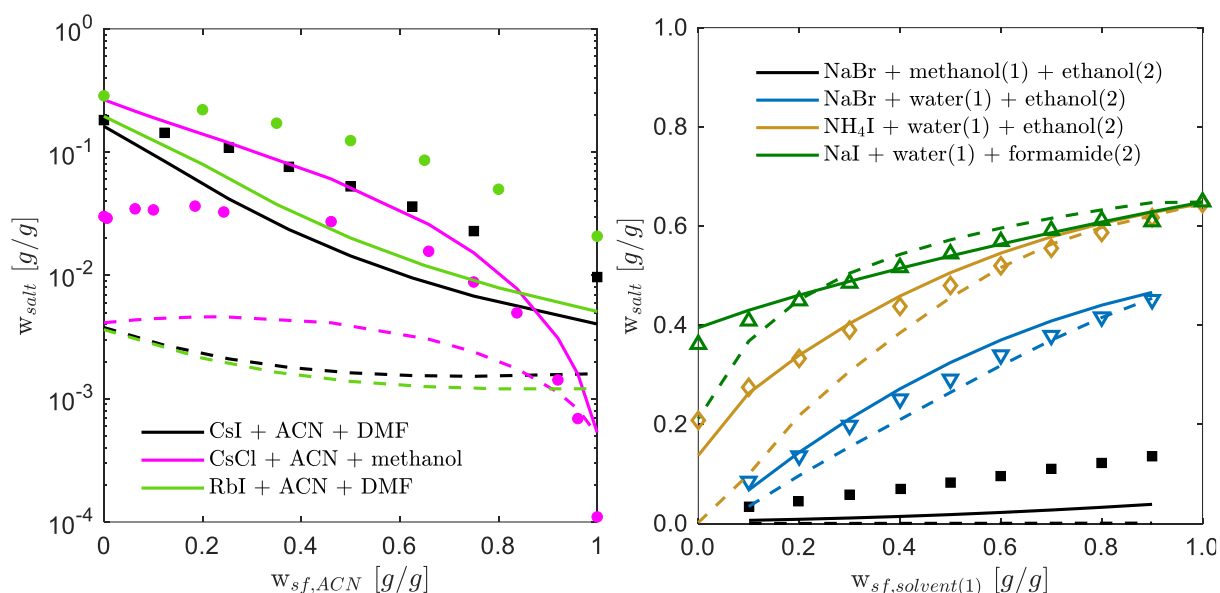 10^0
10^-1
10^-2
10^-3
10^-4
w_salt [g/g]
CsI + ACN + DMF
CsCl + ACN + methanol
RbI + ACN + DMF
0
0.2
0.4
0.6
0.8
1
w_sf,ACN [g/g]
1.0
0.8
0.6
0.4
0.2
0.0
w_salt [g/g]
NaBr + methanol(1) + ethanol(2)
NaBr + water(1) + ethanol(2)
NH₄I + water(1) + ethanol(2)
NaI + water(1) + formamide(2)
0.0
0.2
0.4
0.6
0.8
1.0
w_sf,solvent(1) [g/g]